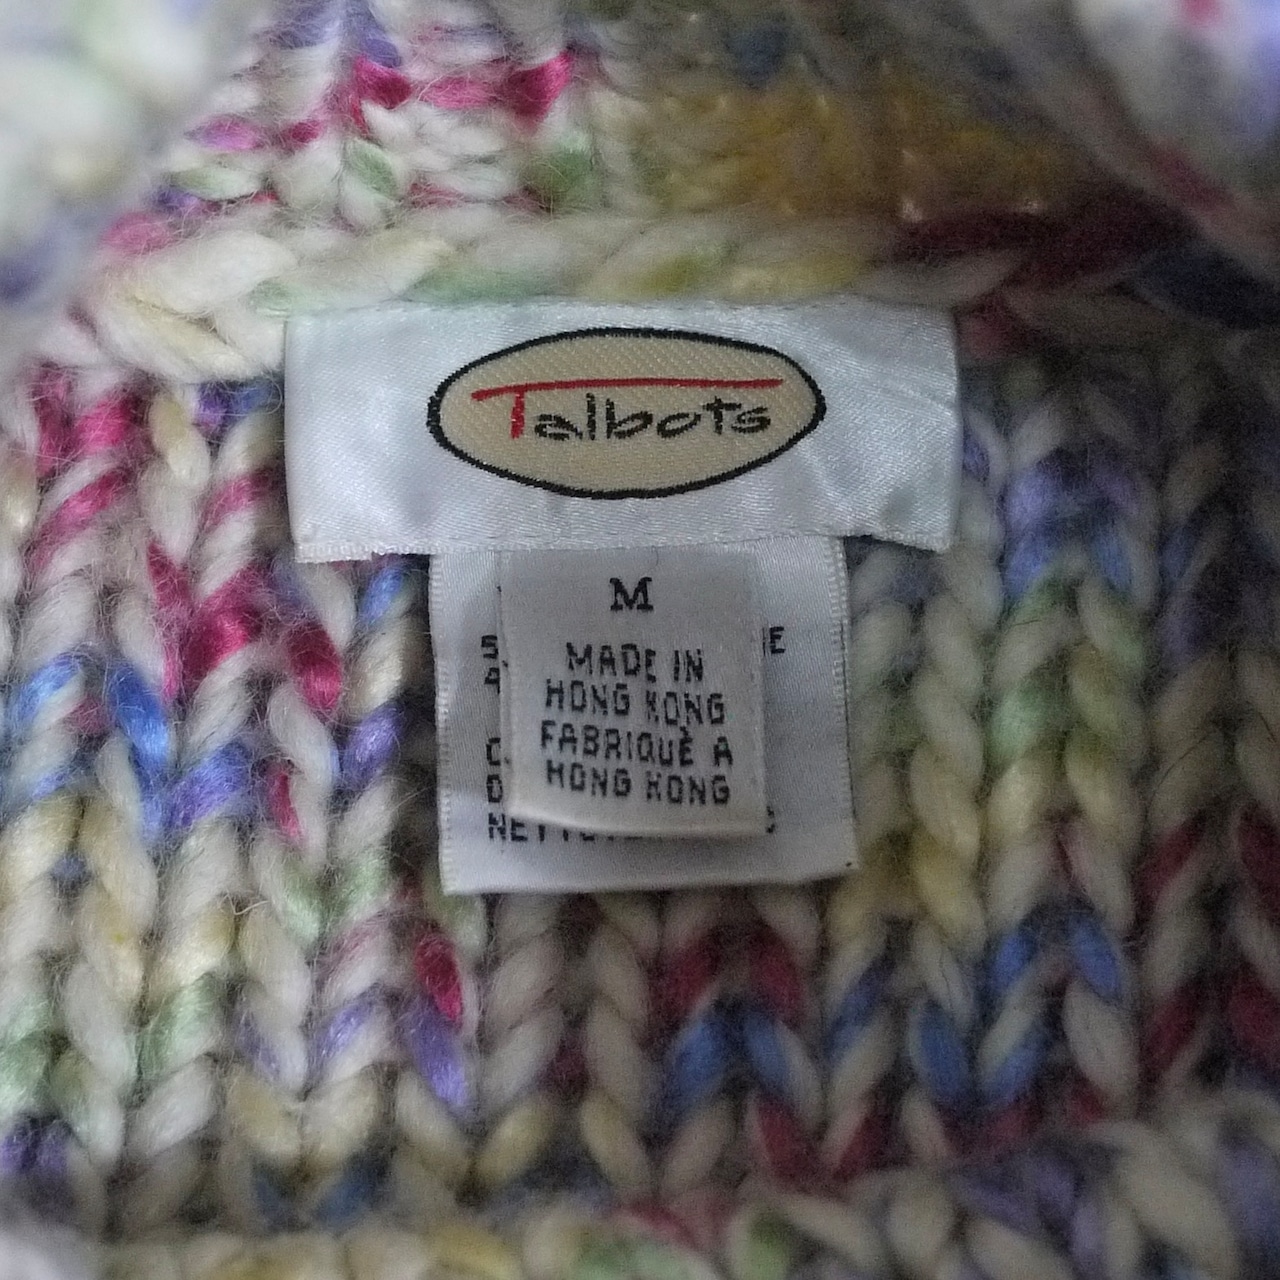 Talbots
M
MADE IN
HONG KONG
FABRIQUÈ A
HONG KONG